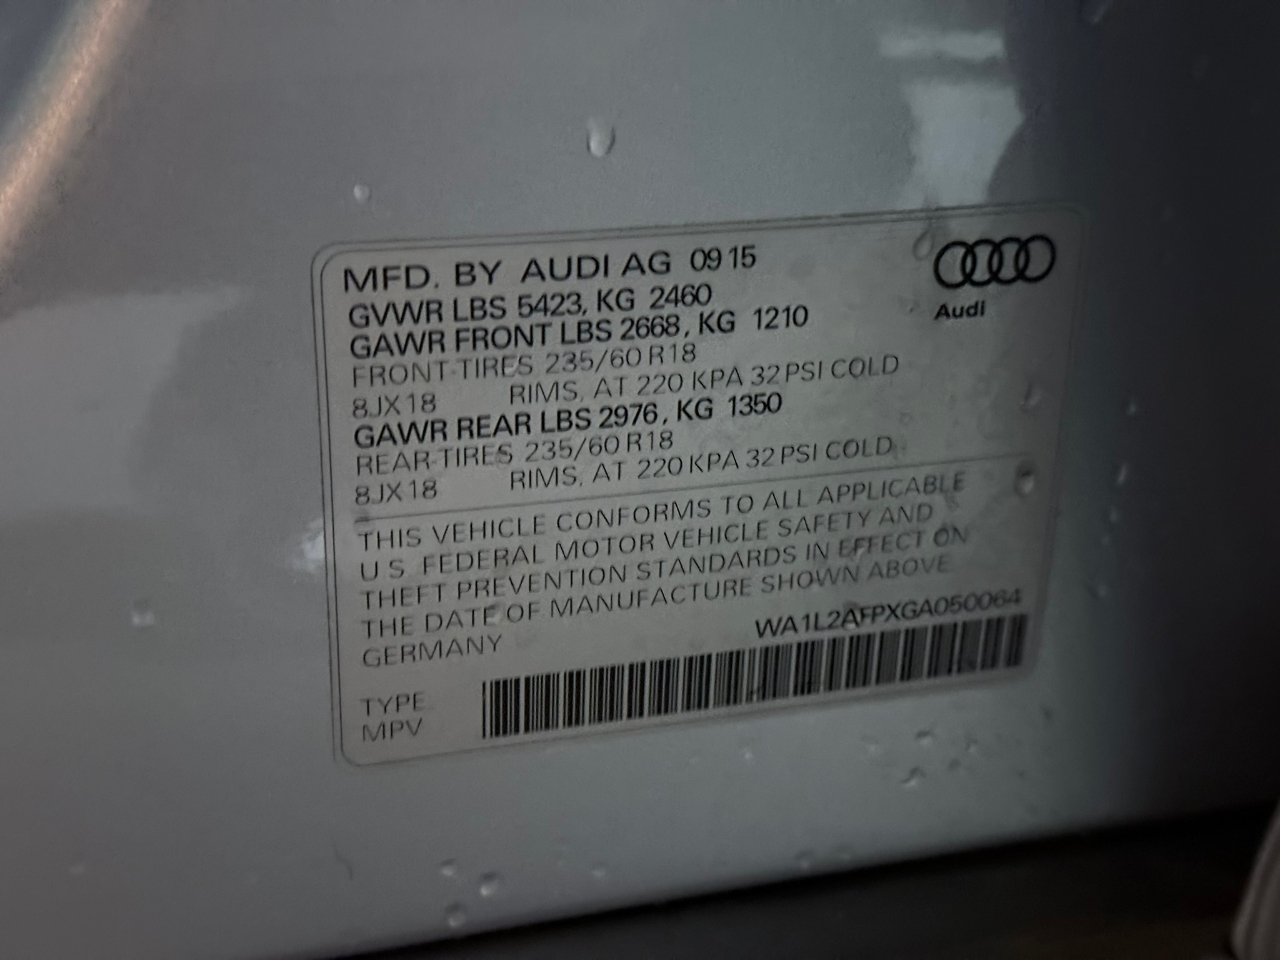 MFD. BY AUDI AG 09 15
GVWR LBS 5423, KG 2460
GAWR FRONT LBS 2668, KG 1210
FRONT-TIRES 235/60 R18
8JX18 RIMS, AT 220 KPA 32 PSI COLD
GAWR REAR LBS 2976, KG 1350
REAR-TIRES 235/60 R18
8JX18 RIMS, AT 220 KPA 32 PSI COLD
Audi
THIS VEHICLE CONFORMS TO ALL APPLICABLE
U S FEDERAL MOTOR VEHICLE SAFETY AND
THEFT PREVENTION STANDARDS IN EFFECT ON
THE DATE OF MANUFACTURE SHOWN ABOVE
GERMANY WA1L2AFPXGA050064
TYPE
MPV